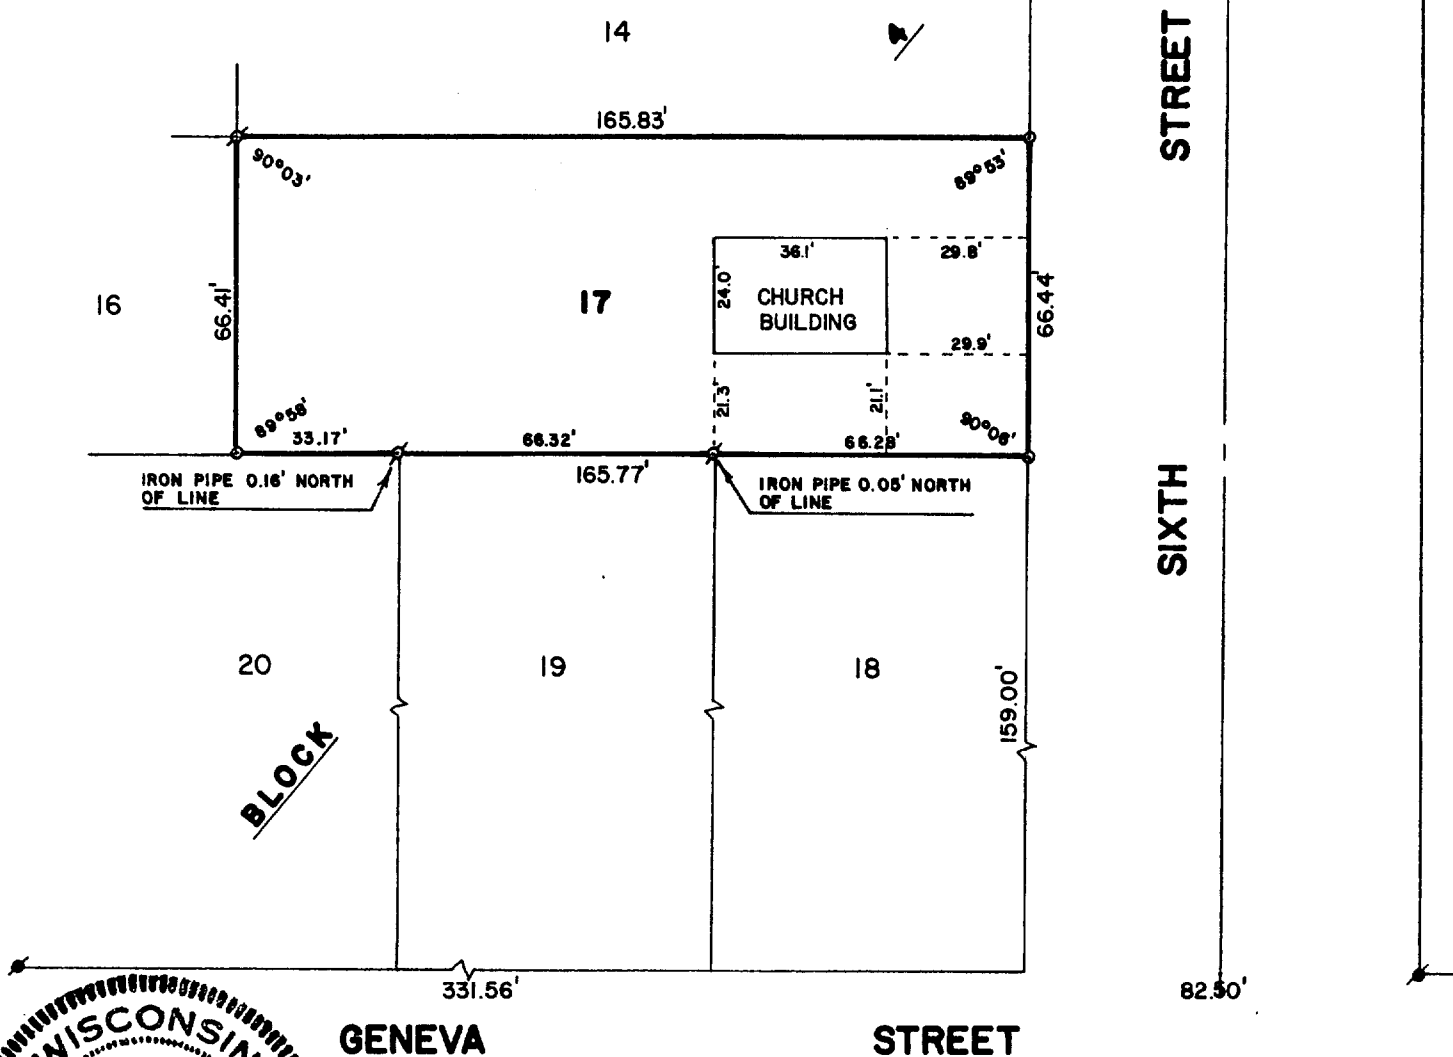 14
4
STREET
165.83'
90°03'
89°53'
36.1'
29.8'
24.0'
CHURCH
BUILDING
17
16
66.41'
66.44'
29.9'
21.3'
21.1'
89°58'
90°06'
33.17'
66.32'
66.28'
165.77'
IRON PIPE 0.16' NORTH
OF LINE
IRON PIPE 0.05' NORTH
OF LINE
SIXTH
20
19
18
159.00'
BLOCK
331.56'
82.50'
WISCONSIN
GENEVA STREET